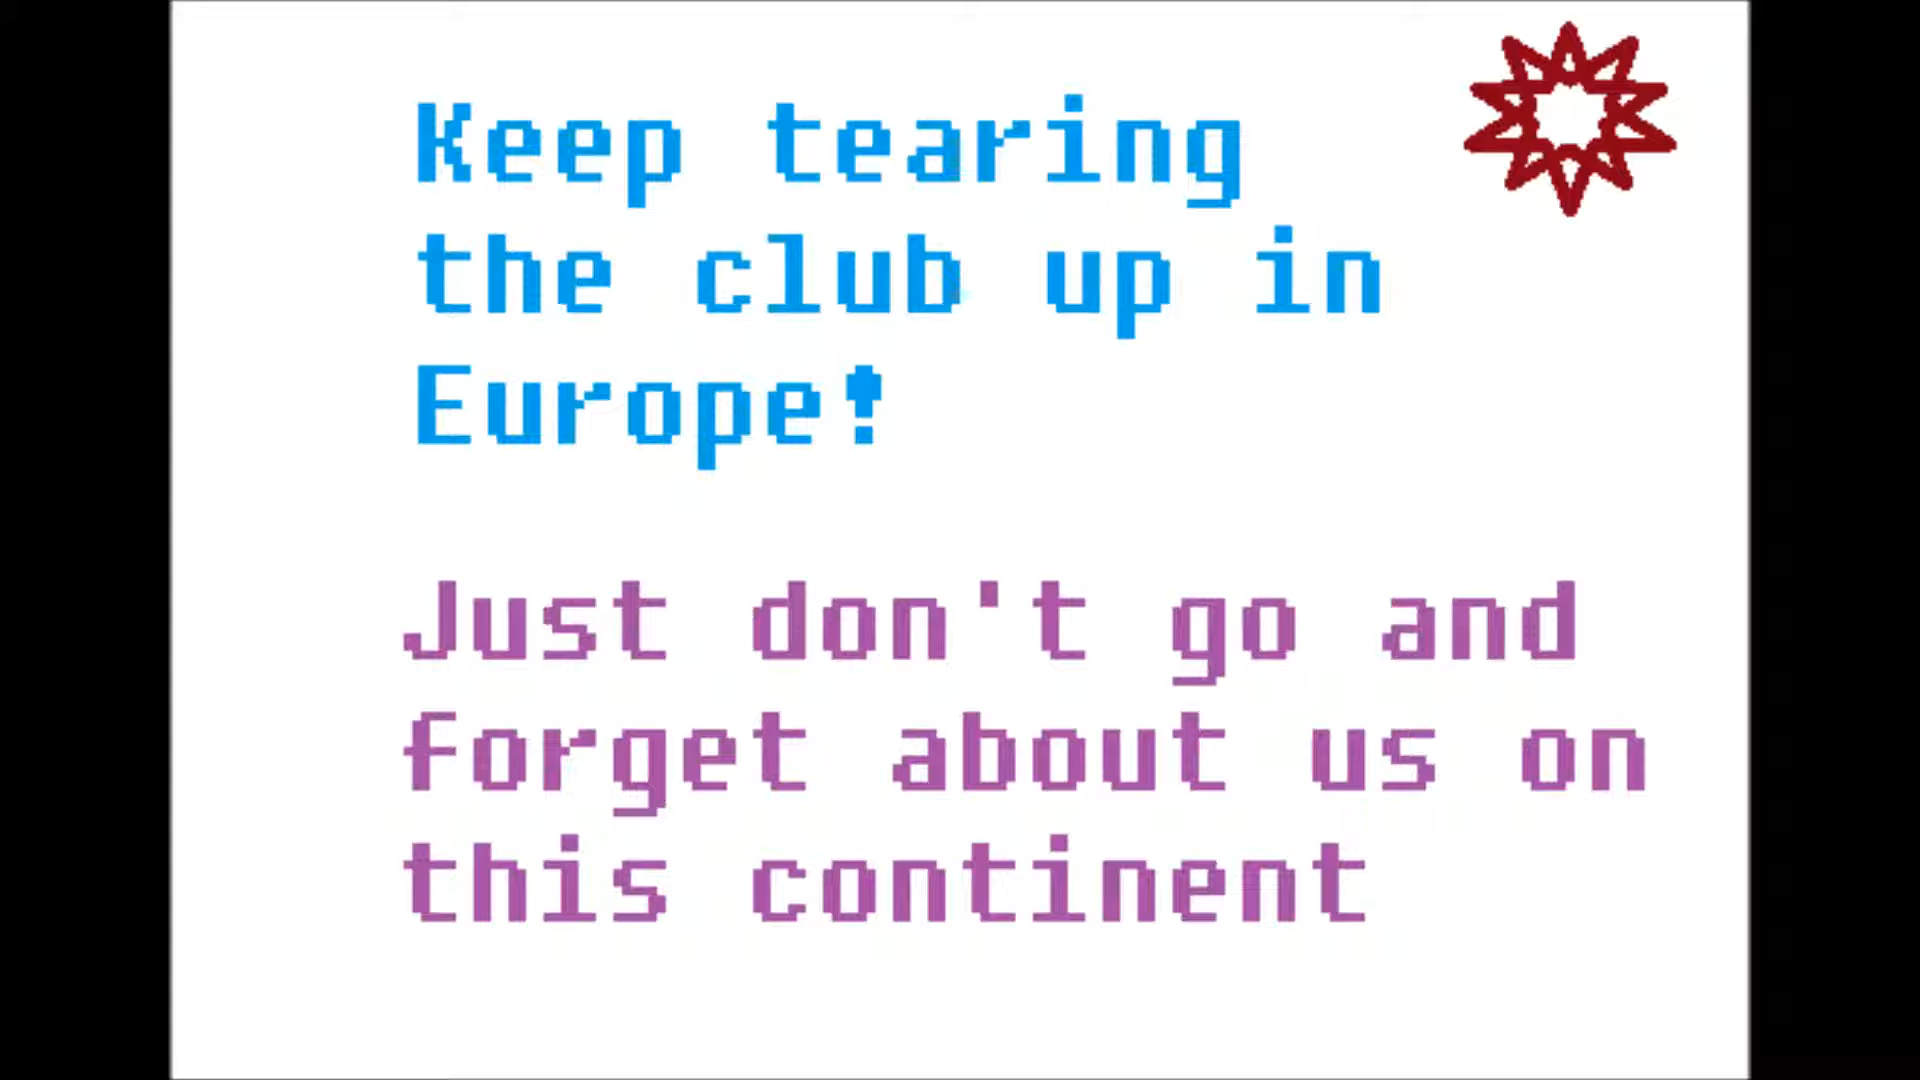 Keep tearing
the club up in
Europe!
Just don't go and
forget about us on
this continent